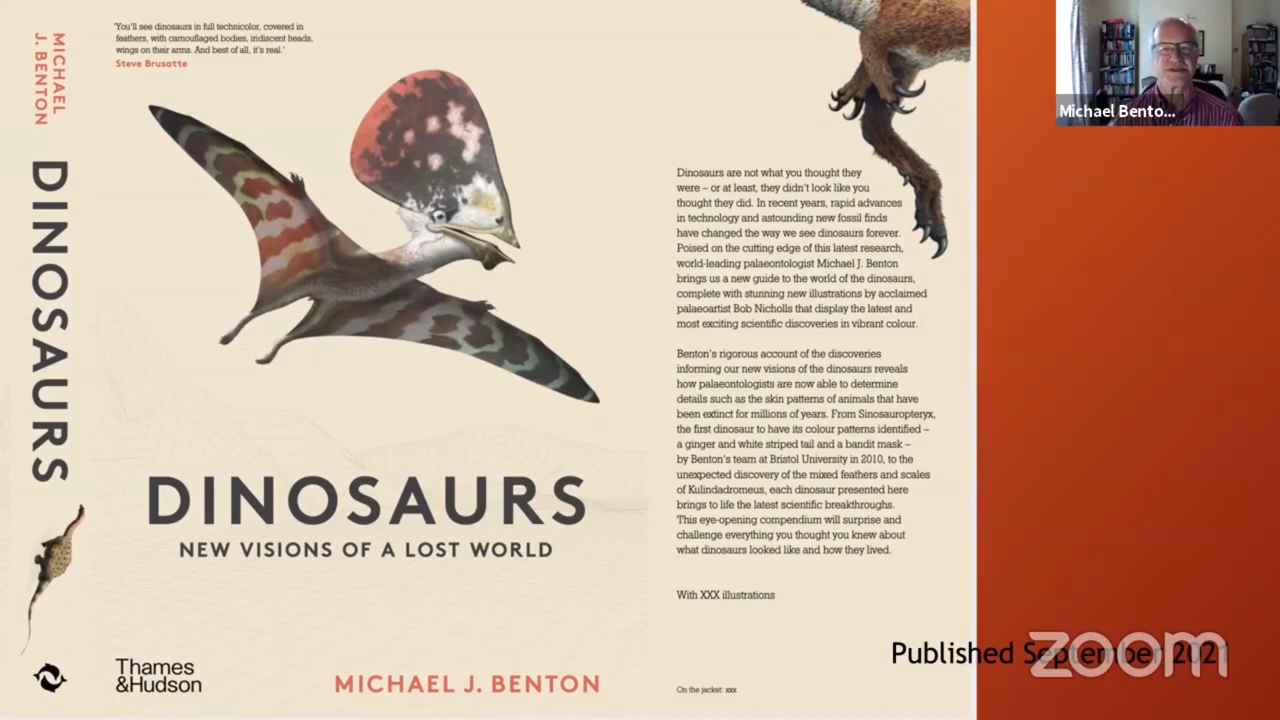 MICHAEL
J. BENTON
DINOSAURS
'You'll see dinosaurs in full technicolor, covered in
feathers, with camouflaged bodies, iridiscent heads,
wings on their arms. And best of all, it's real.'
Steve Brusatte
DINOSAURS
NEW VISIONS OF A LOST WORLD
Thames
&Hudson
MICHAEL J. BENTON
Dinosaurs are not what you thought they
were – or at least, they didn't look like you
thought they did. In recent years, rapid advances
in technology and astounding new fossil finds
have changed the way we see dinosaurs forever.
Poised on the cutting edge of this latest research,
world-leading palaeontologist Michael J. Benton
brings us a new guide to the world of the dinosaurs,
complete with stunning new illustrations by acclaimed
palaeoartist Bob Nicholls that display the latest and
most exciting scientific discoveries in vibrant colour.
Benton's rigorous account of the discoveries
informing our new visions of the dinosaurs reveals
how palaeontologists are now able to determine
details such as the skin patterns of animals that have
been extinct for millions of years. From Sinosauropteryx,
the first dinosaur to have its colour patterns identified –
a ginger and white striped tail and a bandit mask –
by Benton's team at Bristol University in 2010, to the
unexpected discovery of the mixed feathers and scales
of Kulindadromeus, each dinosaur presented here
brings to life the latest scientific breakthroughs.
This eye-opening compendium will surprise and
challenge everything you thought you knew about
what dinosaurs looked like and how they lived.
With XXX illustrations
On the jacket: xxx
Michael Bento...
Published September 2021
zoom